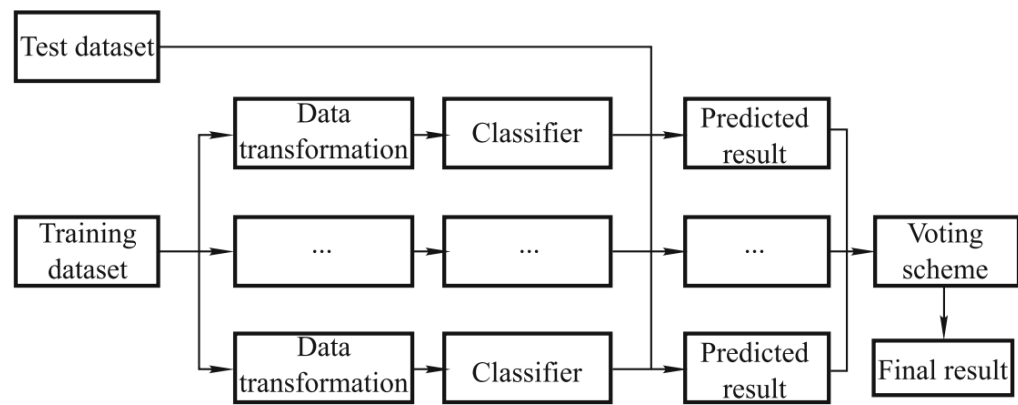 Test dataset
Data
transformation
Classifier
Predicted
result
Training
dataset
...
...
...
Voting
scheme
Data
transformation
Classifier
Predicted
result
Final result